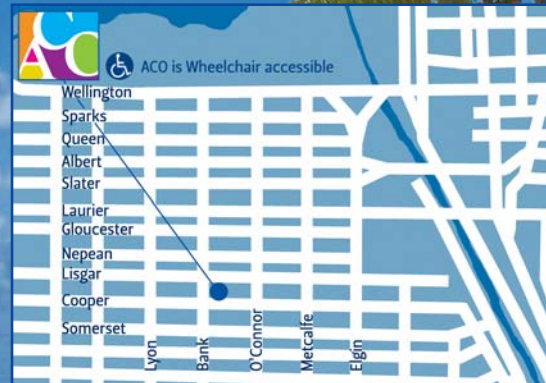 ACO
ACO is Wheelchair accessible
Wellington
Sparks
Queen
Albert
Slater
Laurier
Gloucester
Nepean
Lisgar
Cooper
Somerset
Lyon
Bank
O'Connor
Metcalfe
Elgin